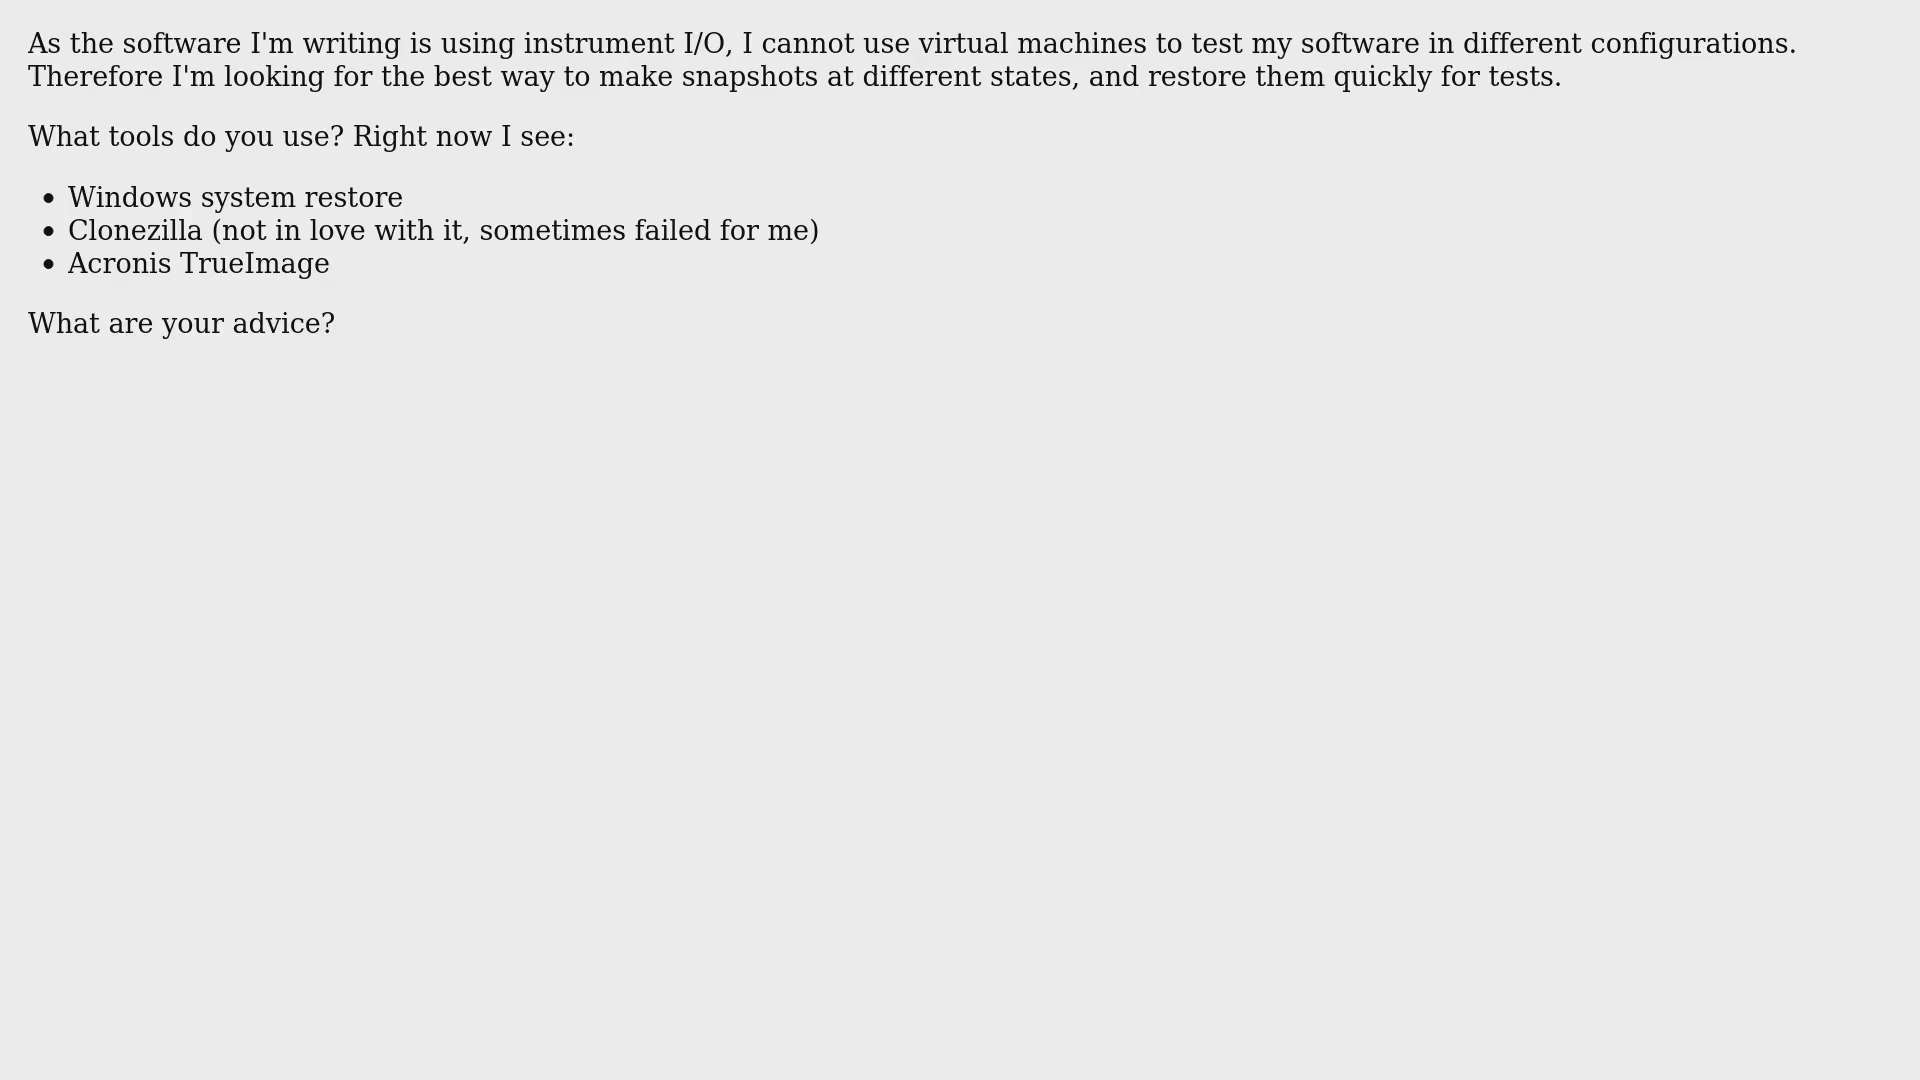 As the software I'm writing is using instrument I/O, I cannot use virtual machines to test my software in different configurations.
Therefore I'm looking for the best way to make snapshots at different states, and restore them quickly for tests.
What tools do you use? Right now I see:
• Windows system restore
• Clonezilla (not in love with it, sometimes failed for me)
• Acronis TrueImage
What are your advice?